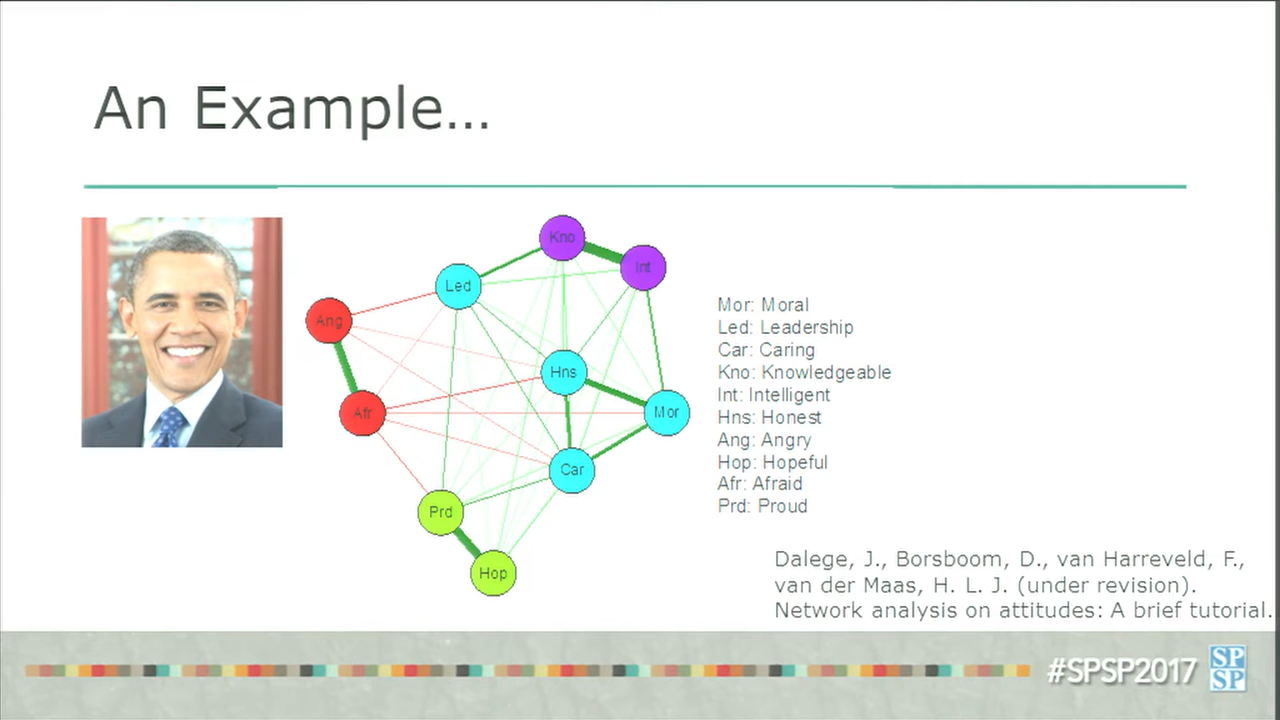 An Example...
Kno
Int
Led
Ang
Hns
Afr
Mor
Car
Prd
Hop
Mor: Moral
Led: Leadership
Car: Caring
Kno: Knowledgeable
Int: Intelligent
Hns: Honest
Ang: Angry
Hop: Hopeful
Afr: Afraid
Prd: Proud
Dalege, J., Borsboom, D., van Harreveld, F.,
van der Maas, H. L. J. (under revision).
Network analysis on attitudes: A brief tutorial.
#SPSP2017
SP
SP